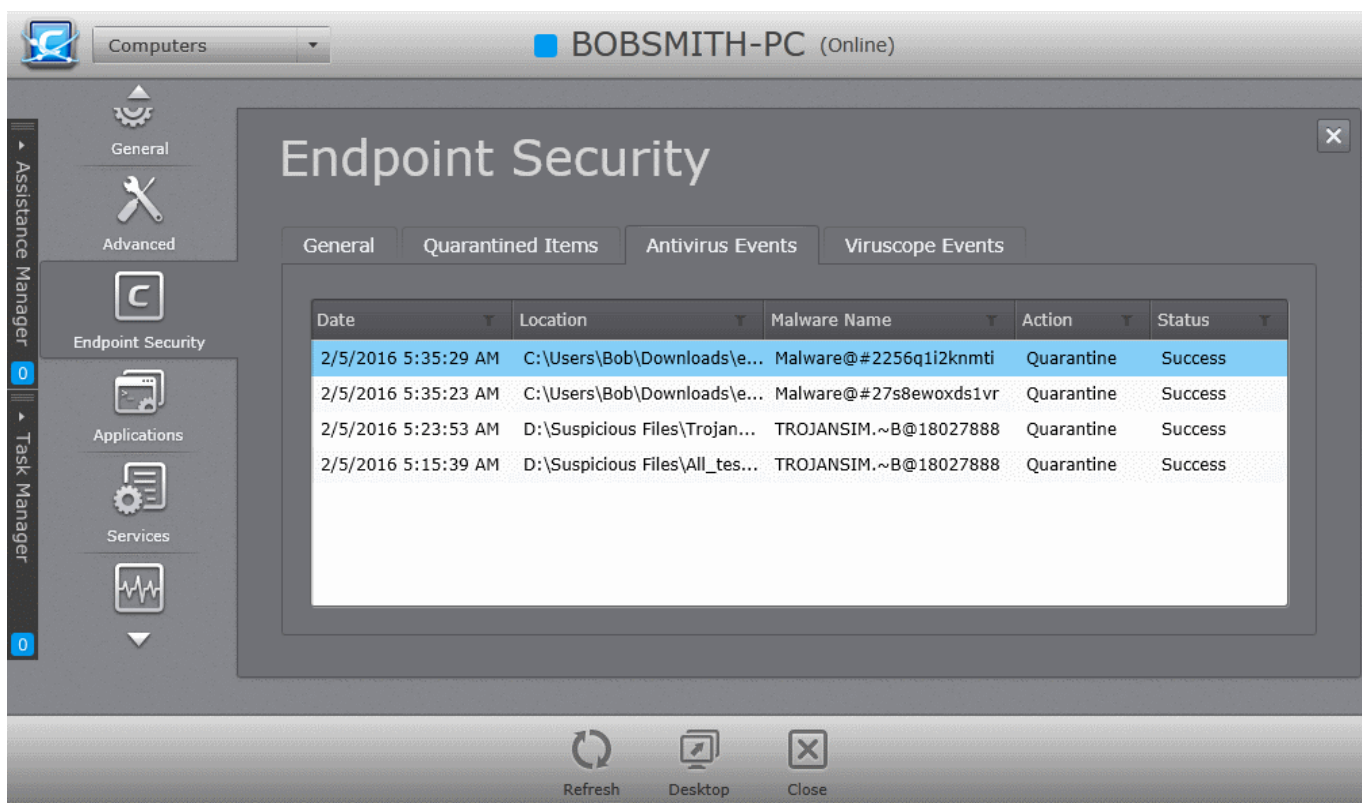 Computers
BOBSMITH-PC (Online)
Assistance Manager
0
Task Manager
0
General
Advanced
C
Endpoint Security
Applications
Services
Endpoint Security
General Quarantined Items Antivirus Events Viruscope Events
Date Location Malware Name Action Status
2/5/2016 5:35:29 AM C:\Users\Bob\Downloads\e... Malware@#2256q1i2knmti Quarantine Success
2/5/2016 5:35:23 AM C:\Users\Bob\Downloads\e... Malware@#27s8ewoxds1vr Quarantine Success
2/5/2016 5:23:53 AM D:\Suspicious Files\Trojan... TROJANSIM.~B@18027888 Quarantine Success
2/5/2016 5:15:39 AM D:\Suspicious Files\All_tes... TROJANSIM.~B@18027888 Quarantine Success
Refresh Desktop Close